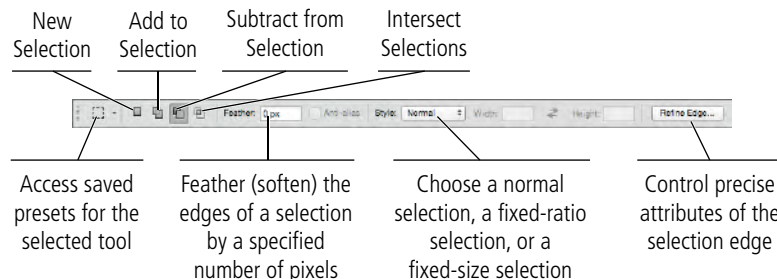 New
Selection
Add to
Selection
Subtract from
Selection
Intersect
Selections
Feather: 0 px Anti-alias Style: Normal Width: Height: Refine Edge...
Access saved
presets for the
selected tool
Feather (soften) the
edges of a selection
by a specified
number of pixels
Choose a normal
selection, a fixed-ratio
selection, or a
fixed-size selection
Control precise
attributes of the
selection edge